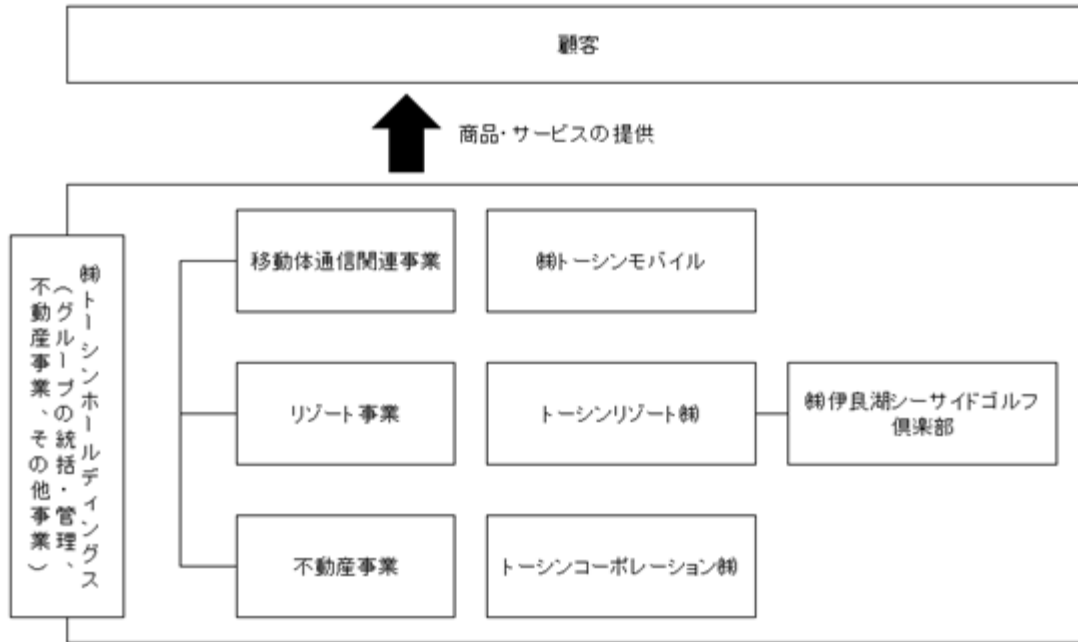 顧客
商品・サービスの提供
㈱トーシンホールディングス
（グループの統括・管理、
不動産事業、その他事業）
移動体通信関連事業
㈱トーシンモバイル
リゾート事業
トーシンリゾート㈱
㈱伊良湖シーサイドゴルフ
倶楽部
不動産事業
トーシンコーポレーション㈱